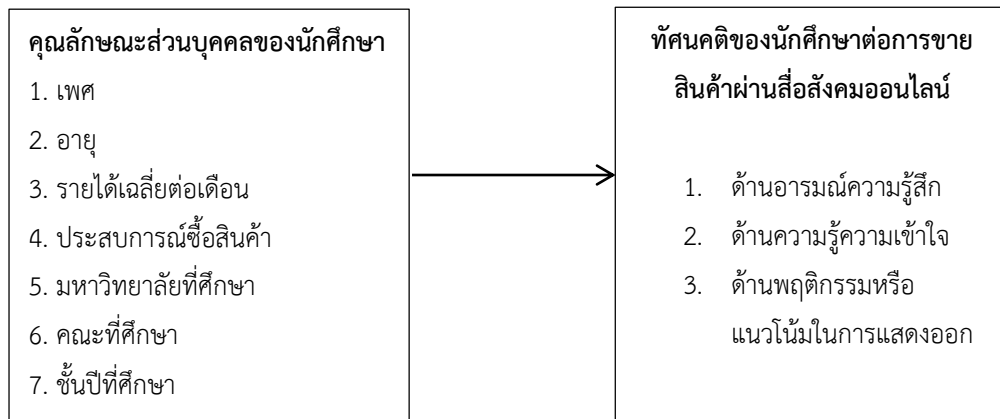 คุณลักษณะส่วนบุคคลของนักศึกษา
1. เพศ
2. อายุ
3. รายได้เฉลี่ยต่อเดือน
4. ประสบการณ์ซื้อสินค้า
5. มหาวิทยาลัยที่ศึกษา
6. คณะที่ศึกษา
7. ชั้นปีที่ศึกษา
ทัศนคติของนักศึกษาต่อการขาย
สินค้าผ่านสื่อสังคมออนไลน์
1. ด้านอารมณ์ความรู้สึก
2. ด้านความรู้ความเข้าใจ
3. ด้านพฤติกรรมหรือ
แนวโน้มในการแสดงออก